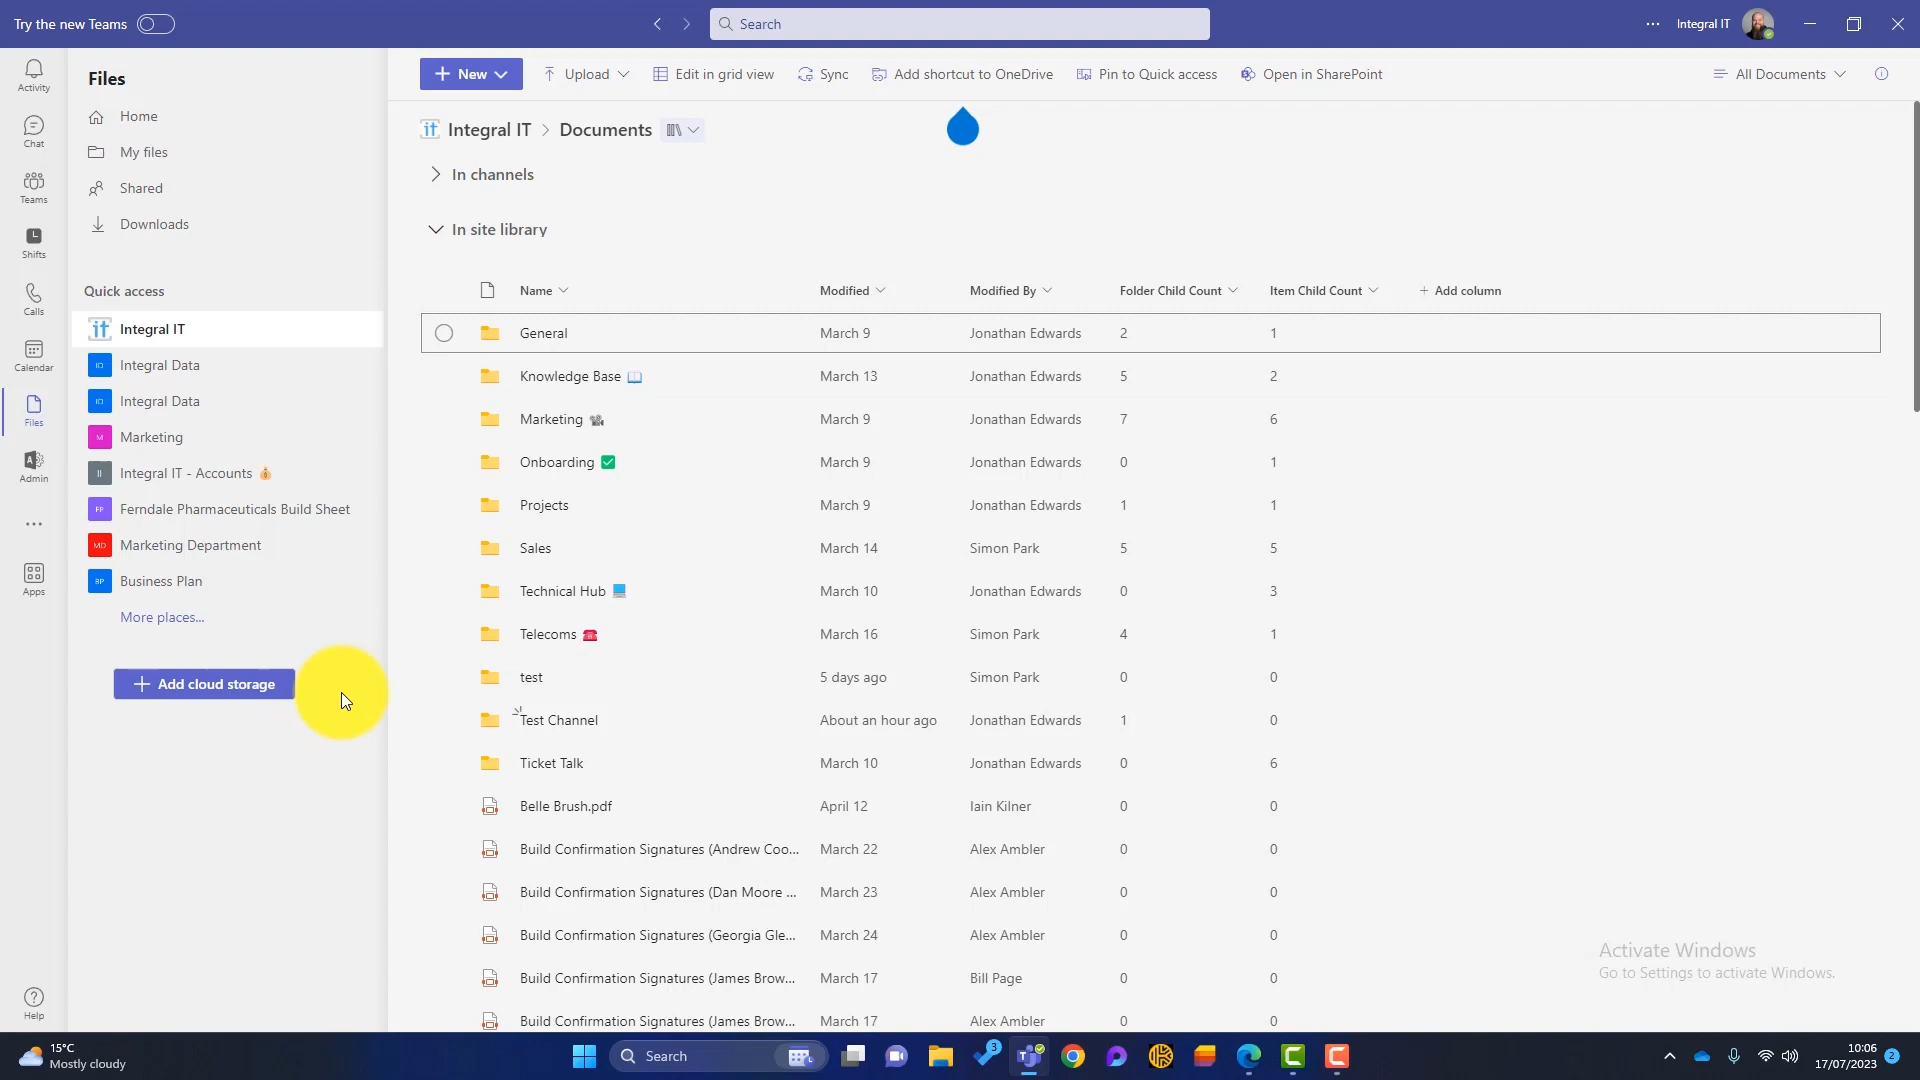 Try the new Teams
Search
Integral IT
Activity
Chat
Teams
Shifts
Calls
Calendar
Files
Admin
Apps
Help
Files
Home
My files
Shared
Downloads
Quick access
it Integral IT
ID Integral Data
ID Integral Data
M Marketing
II Integral IT - Accounts 💰
FP Ferndale Pharmaceuticals Build Sheet
MD Marketing Department
BP Business Plan
More places...
+ Add cloud storage
+ New
Upload
Edit in grid view
Sync
Add shortcut to OneDrive
Pin to Quick access
Open in SharePoint
All Documents
it Integral IT > Documents
In channels
In site library
Name Modified Modified By Folder Child Count Item Child Count + Add column
General March 9 Jonathan Edwards 2 1
Knowledge Base 📖 March 13 Jonathan Edwards 5 2
Marketing 📽 March 9 Jonathan Edwards 7 6
Onboarding ✅ March 9 Jonathan Edwards 0 1
Projects March 9 Jonathan Edwards 1 1
Sales March 14 Simon Park 5 5
Technical Hub 💻 March 10 Jonathan Edwards 0 3
Telecoms ☎ March 16 Simon Park 4 1
test 5 days ago Simon Park 0 0
Test Channel About an hour ago Jonathan Edwards 1 0
Ticket Talk March 10 Jonathan Edwards 0 6
Belle Brush.pdf April 12 Iain Kilner 0 0
Build Confirmation Signatures (Andrew Coo... March 22 Alex Ambler 0 0
Build Confirmation Signatures (Dan Moore ... March 23 Alex Ambler 0 0
Build Confirmation Signatures (Georgia Gle... March 24 Alex Ambler 0 0
Build Confirmation Signatures (James Brow... March 17 Bill Page 0 0
Build Confirmation Signatures (James Brow... March 17 Alex Ambler 0 0
Activate Windows
Go to Settings to activate Windows.
15°C
Mostly cloudy
Search
3
10:06
17/07/2023
2